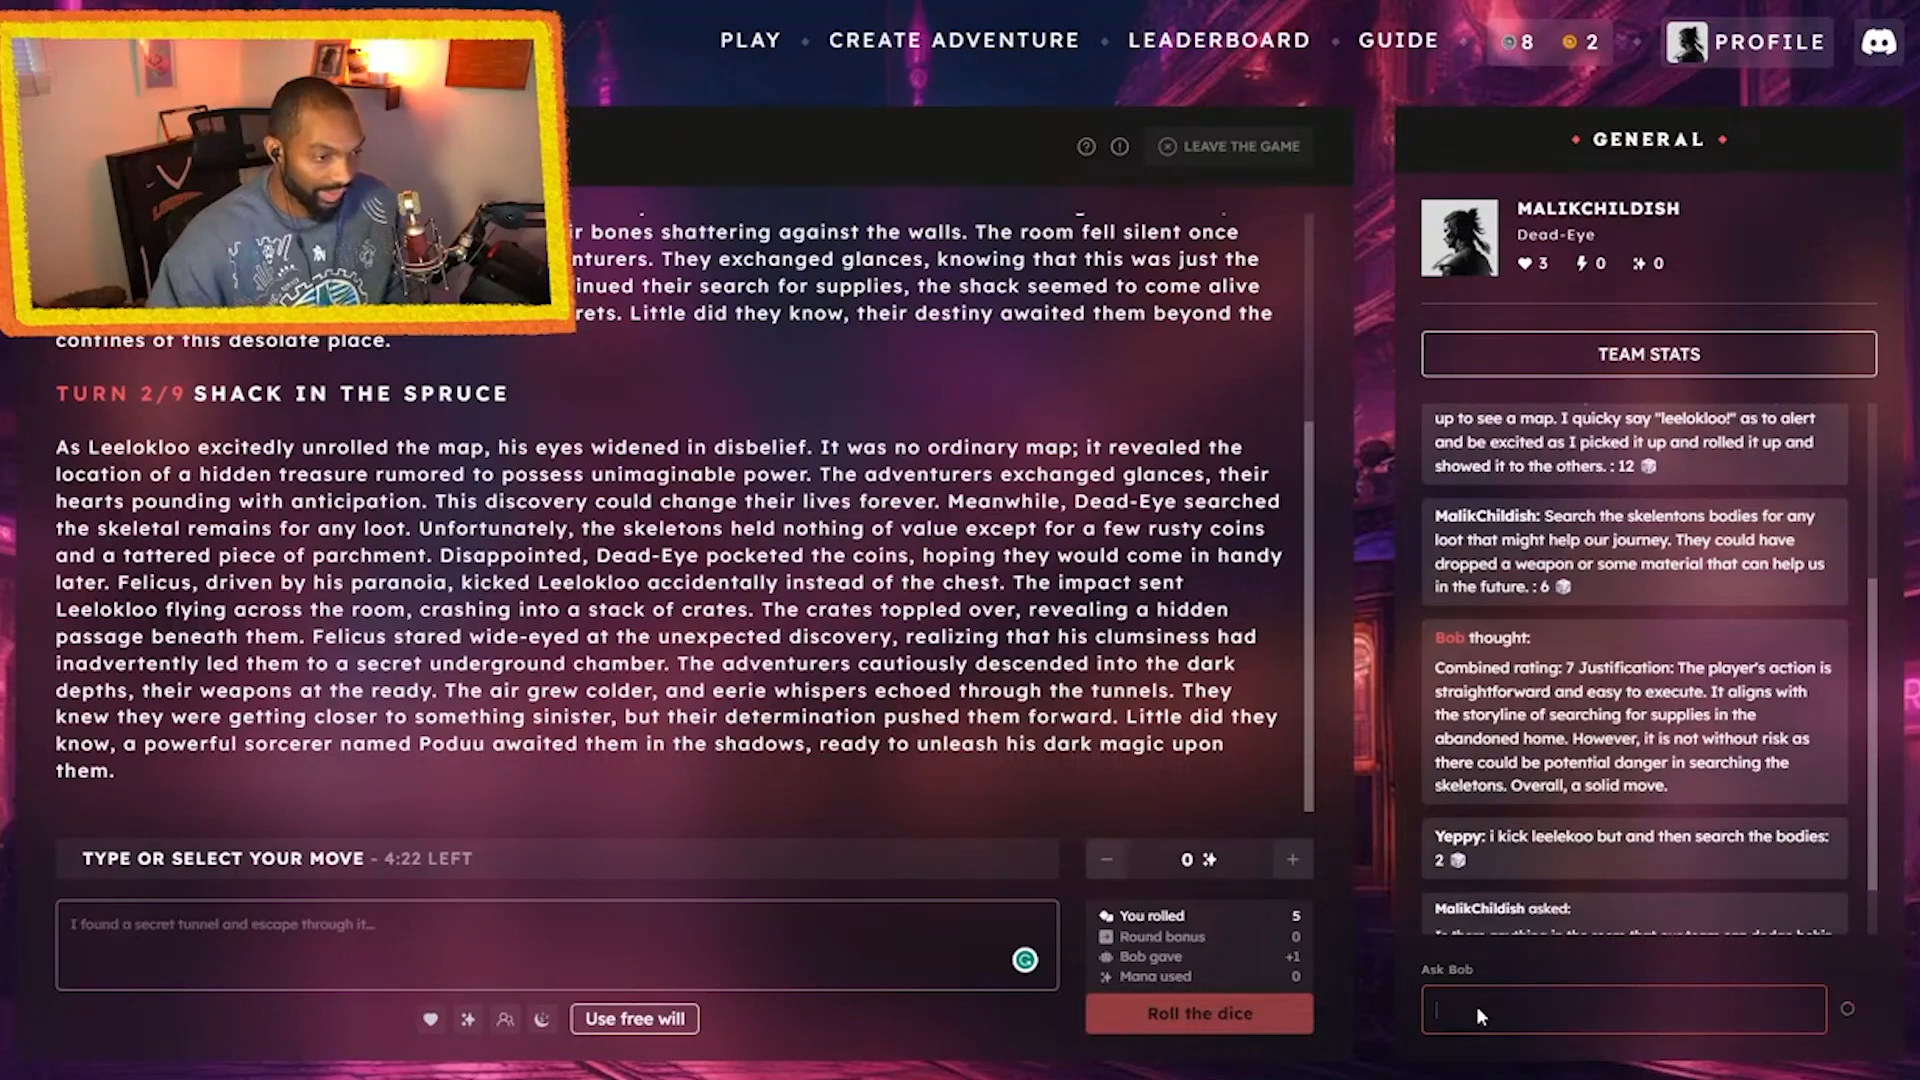 PLAY
CREATE ADVENTURE
LEADERBOARD
GUIDE
8
2
PROFILE
LEAVE THE GAME
bones shattering against the walls. The room fell silent once
They exchanged glances, knowing that this was just the
their search for supplies, the shack seemed to come alive
Little did they know, their destiny awaited them beyond the
confines of this desolate place.
TURN 2/9 SHACK IN THE SPRUCE
As Leelokloo excitedly unrolled the map, his eyes widened in disbelief. It was no ordinary map; it revealed the
location of a hidden treasure rumored to possess unimaginable power. The adventurers exchanged glances, their
hearts pounding with anticipation. This discovery could change their lives forever. Meanwhile, Dead-Eye searched
the skeletal remains for any loot. Unfortunately, the skeletons held nothing of value except for a few rusty coins
and a tattered piece of parchment. Disappointed, Dead-Eye pocketed the coins, hoping they would come in handy
later. Felicus, driven by his paranoia, kicked Leelokloo accidentally instead of the chest. The impact sent
Leelokloo flying across the room, crashing into a stack of crates. The crates toppled over, revealing a hidden
passage beneath them. Felicus stared wide-eyed at the unexpected discovery, realizing that his clumsiness had
inadvertently led them to a secret underground chamber. The adventurers cautiously descended into the dark
depths, their weapons at the ready. The air grew colder, and eerie whispers echoed through the tunnels. They
knew they were getting closer to something sinister, but their determination pushed them forward. Little did they
know, a powerful sorcerer named Poduu awaited them in the shadows, ready to unleash his dark magic upon
them.
TYPE OR SELECT YOUR MOVE - 4:22 LEFT
I found a secret tunnel and escape through it...
Use free will
0
You rolled 5
Round bonus 0
Bob gave +1
Mana used 0
Roll the dice
GENERAL
MALIKCHILDISH
Dead-Eye
3 0 0
TEAM STATS
up to see a map. I quicky say "leelokloo!" as to alert
and be excited as I picked it up and rolled it up and
showed it to the others. : 12
MalikChildish: Search the skelentons bodies for any
loot that might help our journey. They could have
dropped a weapon or some material that can help us
in the future. : 6
Bob thought:
Combined rating: 7 Justification: The player's action is
straightforward and easy to execute. It aligns with
the storyline of searching for supplies in the
abandoned home. However, it is not without risk as
there could be potential danger in searching the
skeletons. Overall, a solid move.
Yeppy: i kick leelekoo but and then search the bodies:
2
MalikChildish asked:
Ask Bob